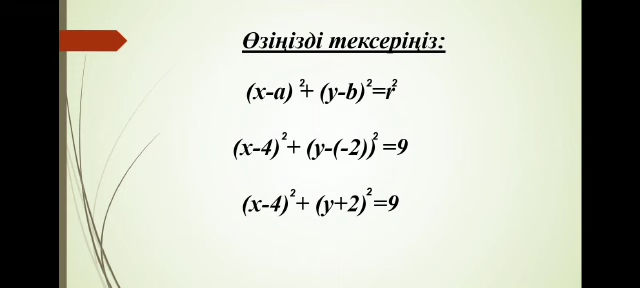 Өзіңізді тексеріңіз:
(x-a)²+ (y-b)²=r²
(x-4)²+ (y-(-2))²=9
(x-4)²+ (y+2)²=9